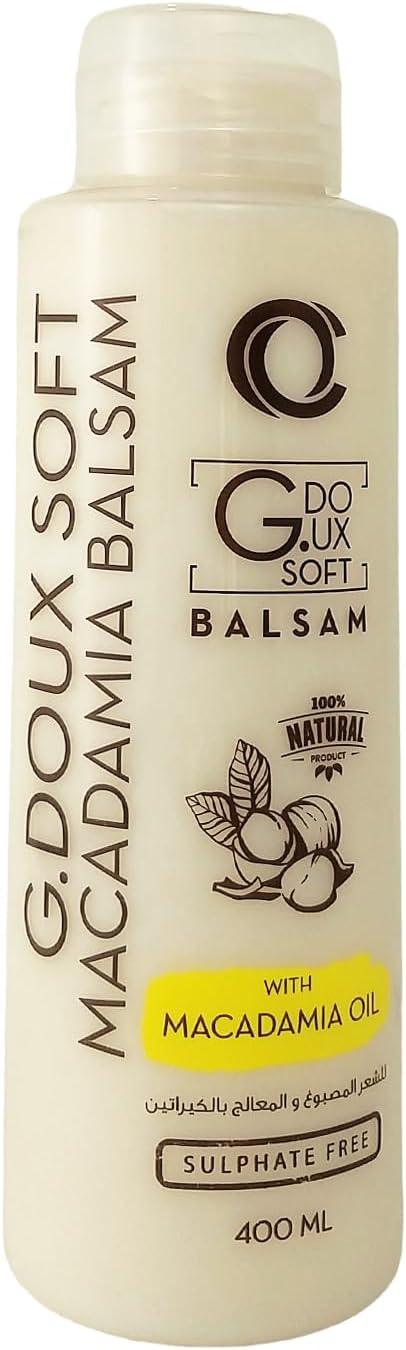 G.DOUX SOFT
MACADAMIA BALSAM
G.DO
.UX
SOFT
BALSAM
100%
NATURAL
PRODUCT
WITH
MACADAMIA OIL
للشعر المصبوغ و المعالج بالكيراتين
SULPHATE FREE
400 ML